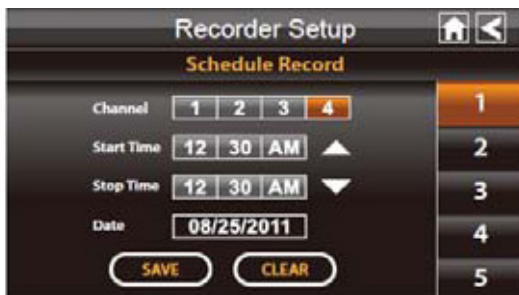 Recorder Setup
Schedule Record
Channel 1 2 3 4
Start Time 12 30 AM
Stop Time 12 30 AM
Date 08/25/2011
SAVE CLEAR
1
2
3
4
5